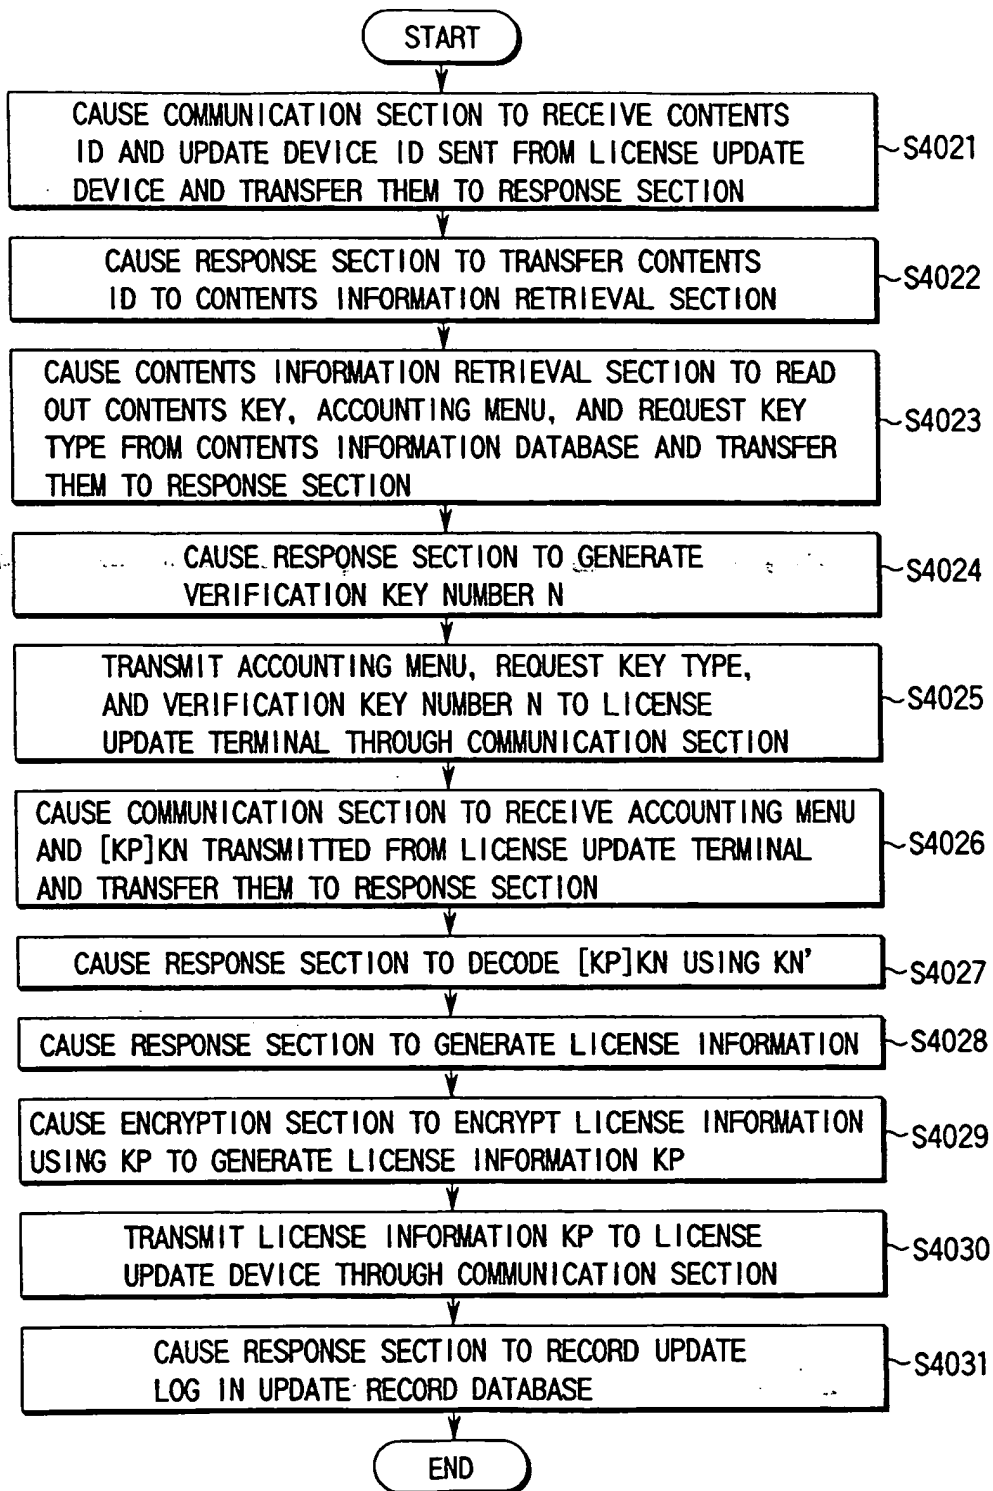 START
CAUSE COMMUNICATION SECTION TO RECEIVE CONTENTS
ID AND UPDATE DEVICE ID SENT FROM LICENSE UPDATE
DEVICE AND TRANSFER THEM TO RESPONSE SECTION
S4021
CAUSE RESPONSE SECTION TO TRANSFER CONTENTS
ID TO CONTENTS INFORMATION RETRIEVAL SECTION
S4022
CAUSE CONTENTS INFORMATION RETRIEVAL SECTION TO READ
OUT CONTENTS KEY, ACCOUNTING MENU, AND REQUEST KEY
TYPE FROM CONTENTS INFORMATION DATABASE AND TRANSFER
THEM TO RESPONSE SECTION
S4023
CAUSE RESPONSE SECTION TO GENERATE
VERIFICATION KEY NUMBER N
S4024
TRANSMIT ACCOUNTING MENU, REQUEST KEY TYPE,
AND VERIFICATION KEY NUMBER N TO LICENSE
UPDATE TERMINAL THROUGH COMMUNICATION SECTION
S4025
CAUSE COMMUNICATION SECTION TO RECEIVE ACCOUNTING MENU
AND [KP]KN TRANSMITTED FROM LICENSE UPDATE TERMINAL
AND TRANSFER THEM TO RESPONSE SECTION
S4026
CAUSE RESPONSE SECTION TO DECODE [KP]KN USING KN'
S4027
CAUSE RESPONSE SECTION TO GENERATE LICENSE INFORMATION
S4028
CAUSE ENCRYPTION SECTION TO ENCRYPT LICENSE INFORMATION
USING KP TO GENERATE LICENSE INFORMATION KP
S4029
TRANSMIT LICENSE INFORMATION KP TO LICENSE
UPDATE DEVICE THROUGH COMMUNICATION SECTION
S4030
CAUSE RESPONSE SECTION TO RECORD UPDATE
LOG IN UPDATE RECORD DATABASE
S4031
END